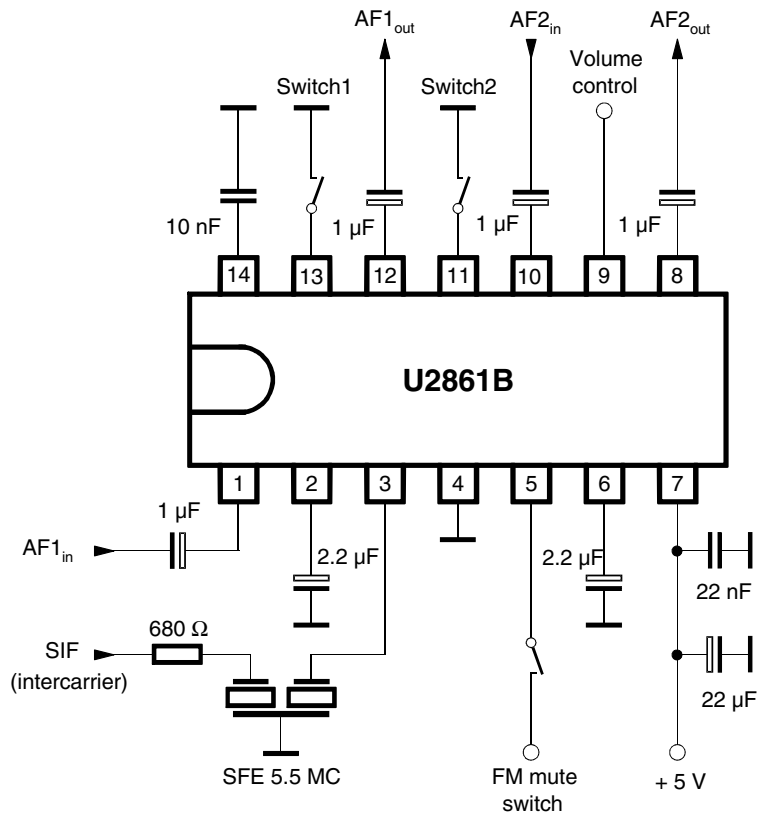 AF1out AF2in AF2out
Volume
control
Switch1 Switch2
10 nF 1 μF 1 μF 1 μF
14 13 12 11 10 9 8
U2861B
1 2 3 4 5 6 7
1 μF
AF1in
2.2 μF 2.2 μF
22 nF
680 Ω
SIF
(intercarrier)
22 μF
SFE 5.5 MC FM mute
switch
+ 5 V